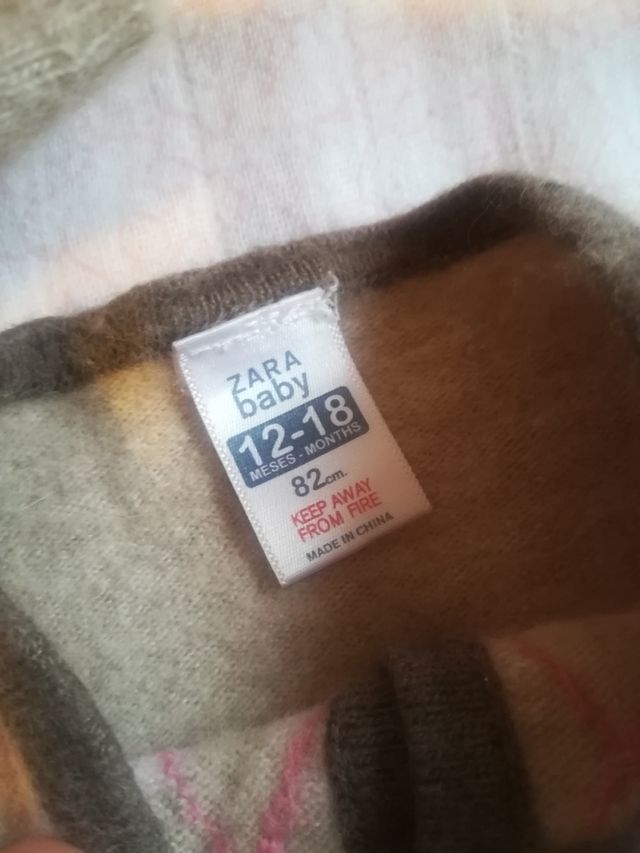 ZARA
baby
12-18
MESES - MONTHS
82cm.
KEEP AWAY
FROM FIRE
MADE IN CHINA